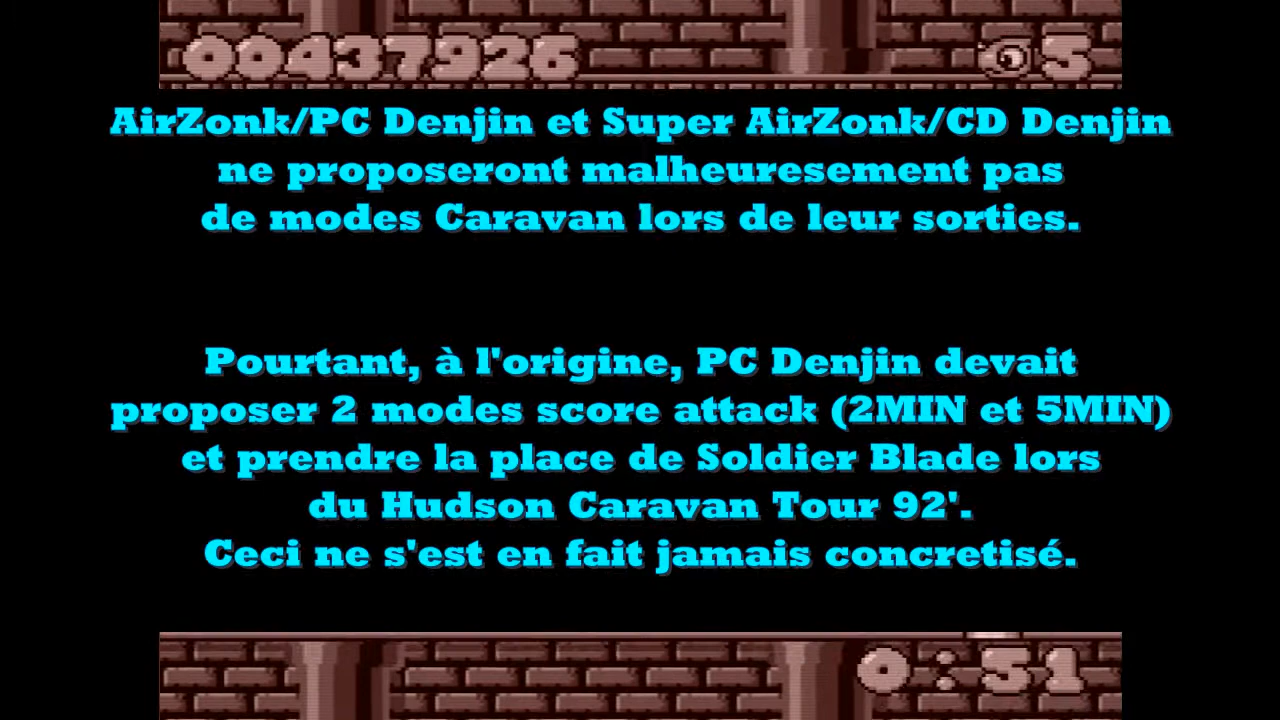 00437926
5
AirZonk/PC Denjin et Super AirZonk/CD Denjin
ne proposeront malheuresement pas
de modes Caravan lors de leur sorties.
Pourtant, à l'origine, PC Denjin devait
proposer 2 modes score attack (2MIN et 5MIN)
et prendre la place de Soldier Blade lors
du Hudson Caravan Tour 92'.
Ceci ne s'est en fait jamais concretisé.
0:51